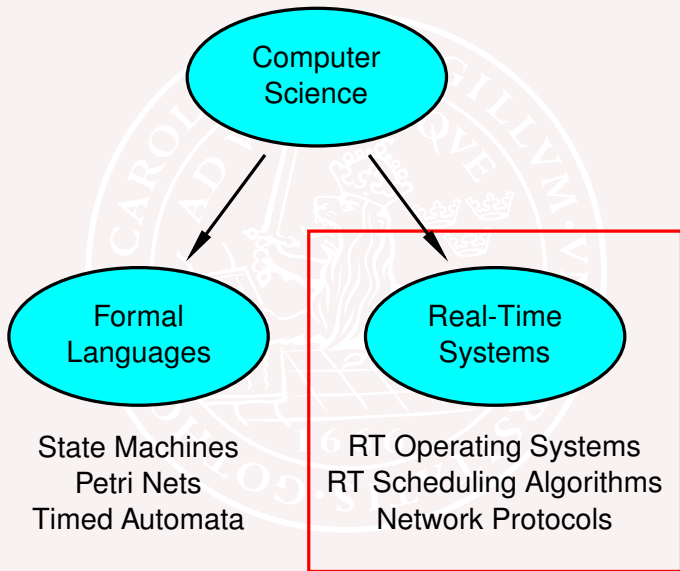 Computer
Science
Formal
Languages
Real-Time
Systems
State Machines
Petri Nets
Timed Automata
RT Operating Systems
RT Scheduling Algorithms
Network Protocols